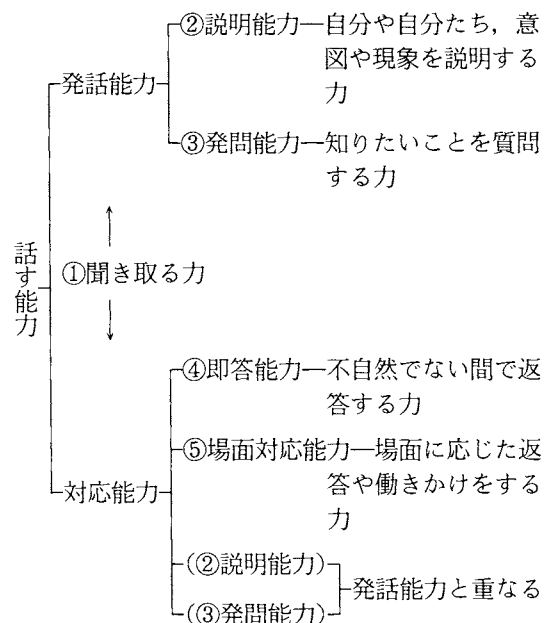 ②説明能力―自分や自分たち，意
図や現象を説明する
力
発話能力
③発問能力―知りたいことを質問
する力
話す能力
①聞き取る力
④即答能力―不自然でない間で返
答する力
⑤場面対応能力―場面に応じた返
答や働きかけをする
力
対応能力
(②説明能力)
発話能力と重なる
(③発問能力)